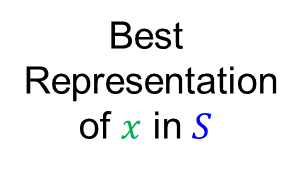 Best
Representation
of x in S